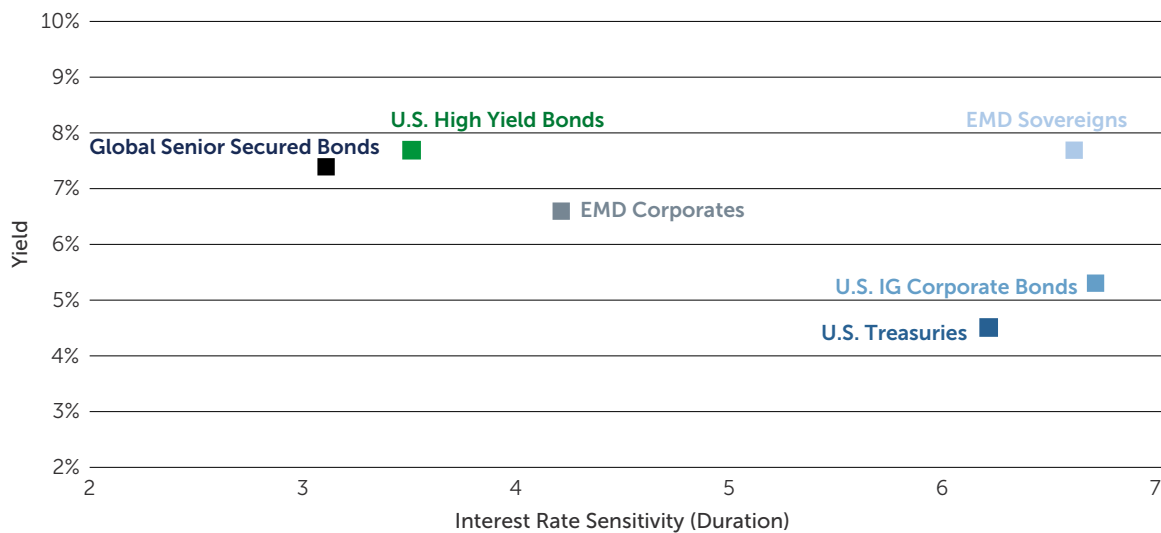 10%
9%
U.S. High Yield Bonds
EMD Sovereigns
8%
Global Senior Secured Bonds
7%
EMD Corporates
Yield
6%
U.S. IG Corporate Bonds
5%
U.S. Treasuries
4%
3%
2%
2 3 4 5 6 7
Interest Rate Sensitivity (Duration)